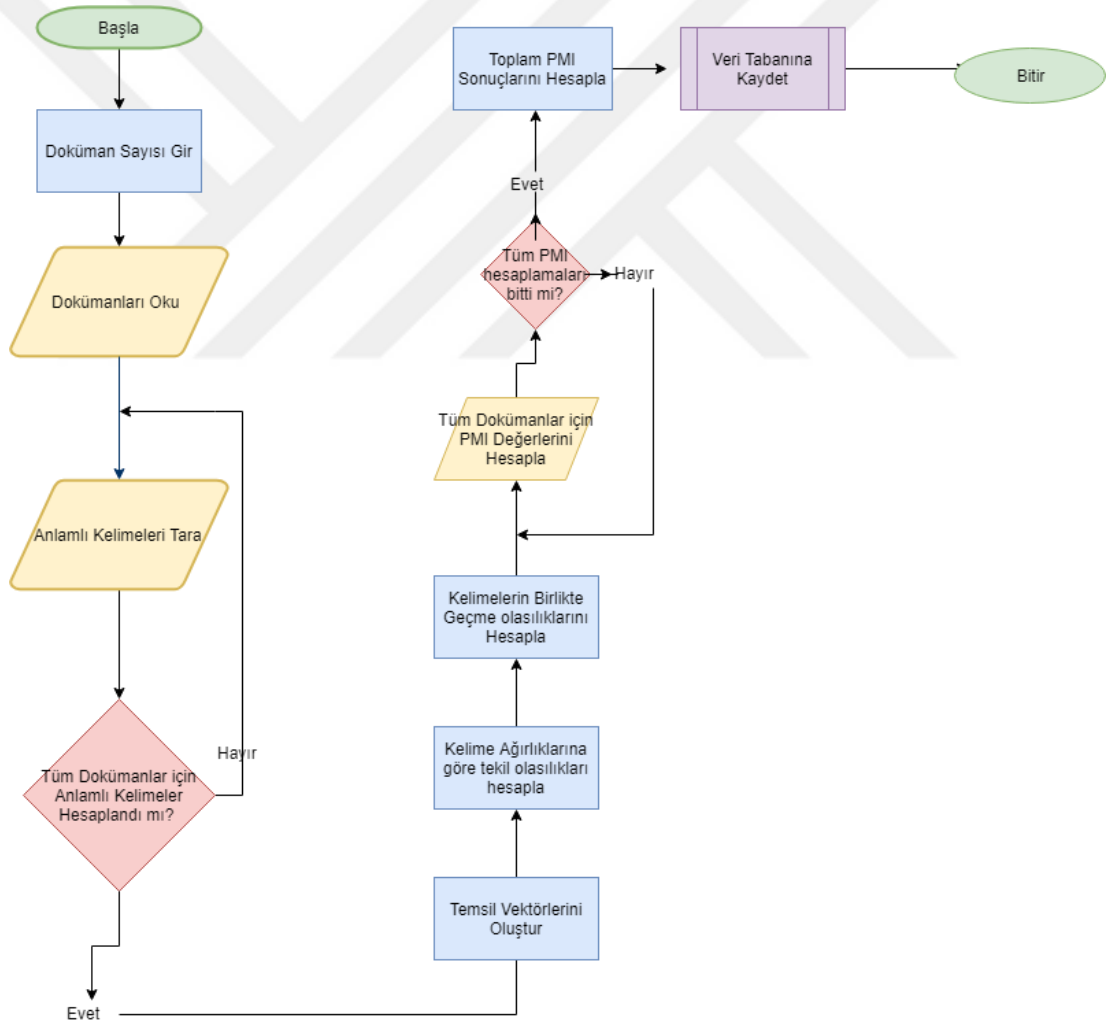 Başla
Doküman Sayısı Gir
Dokümanları Oku
Anlamlı Kelimeleri Tara
Hayır
Tüm Dokümanlar için
Anlamlı Kelimeler
Hesaplandı mı?
Evet
Temsil Vektörlerini
Oluştur
Kelime Ağırlıklarına
göre tekil olasılıkları
hesapla
Kelimelerin Birlikte
Geçme olasılıklarını
Hesapla
Tüm Dokümanlar için
PMI Değerlerini
Hesapla
Tüm PMI
hesaplamaları
bitti mi?
Hayır
Evet
Toplam PMI
Sonuçlarını Hesapla
Veri Tabanına
Kaydet
Bitir